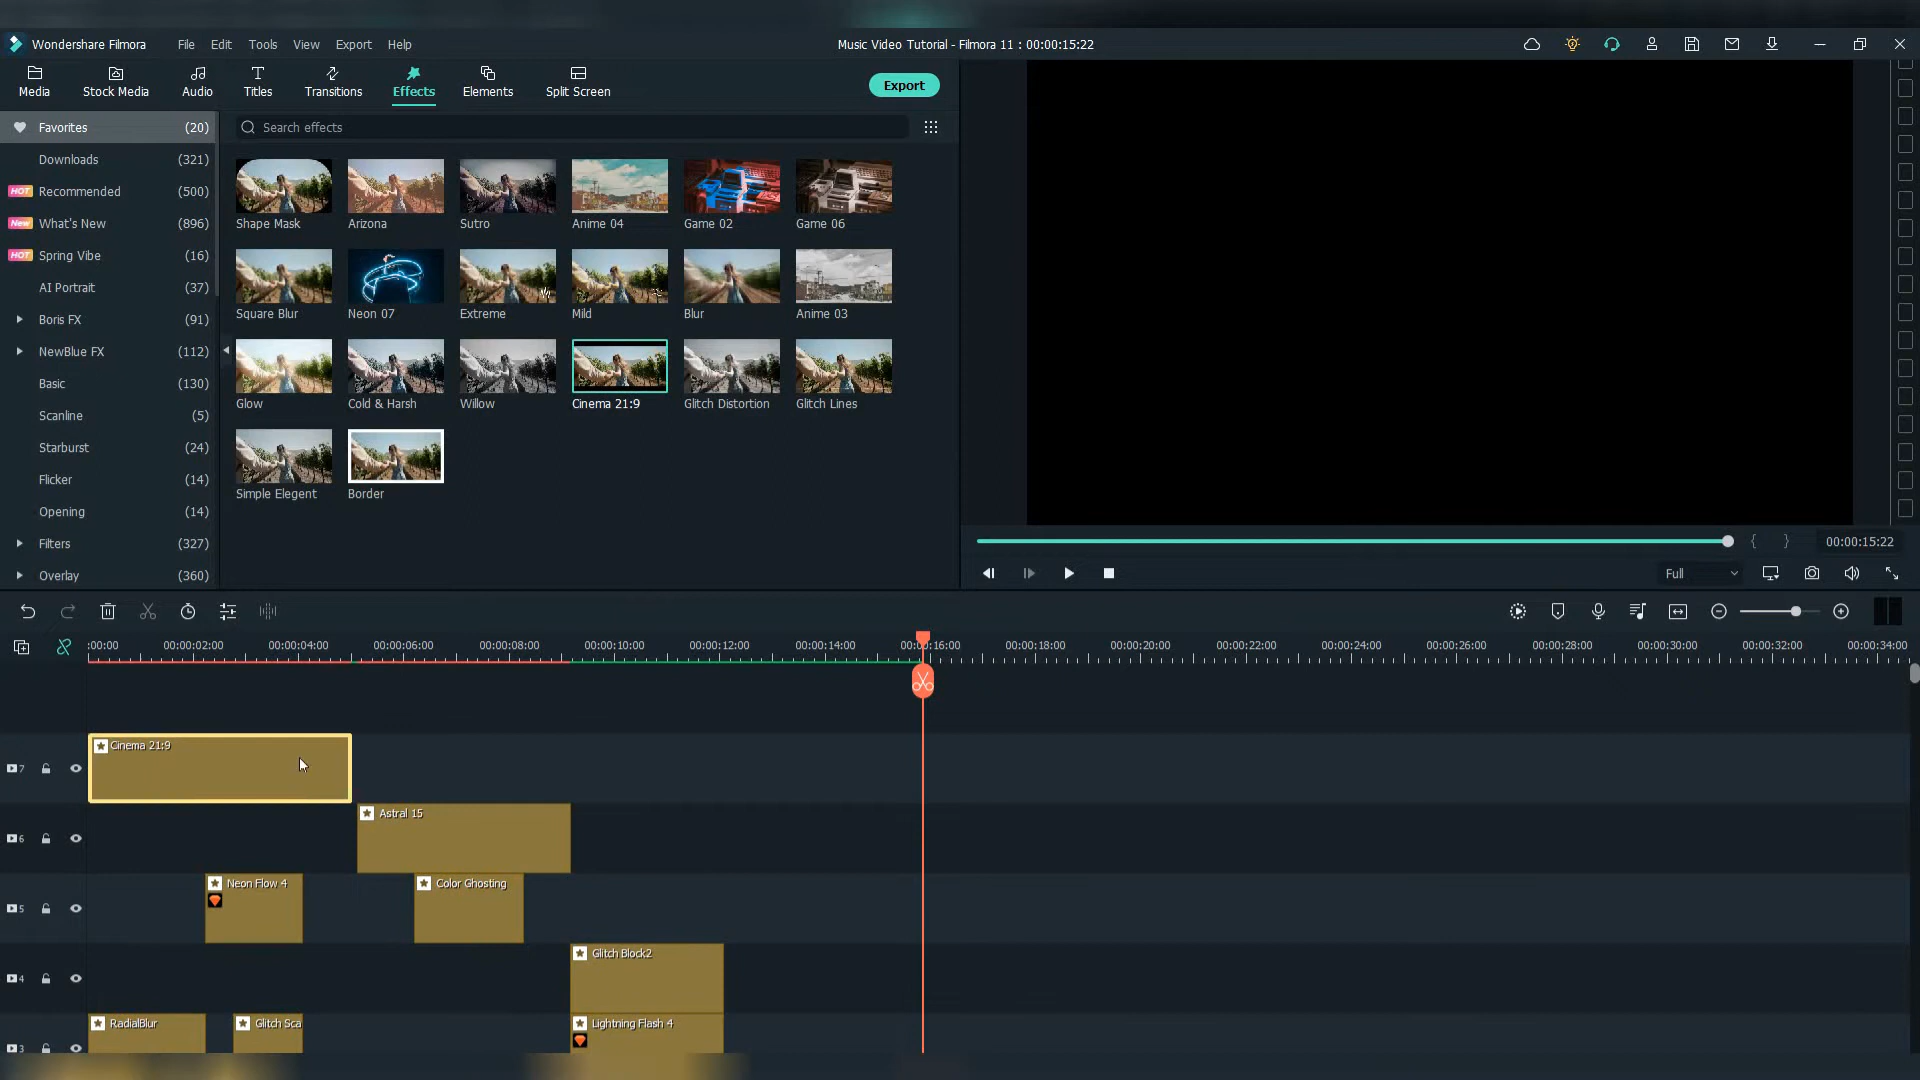 Wondershare Filmora
File Edit Tools View Export Help
Music Video Tutorial - Filmora 11 : 00:00:15:22
Media Stock Media Audio Titles Transitions Effects Elements Split Screen
Export
Favorites (20)
Search effects
Downloads (321)
HOT Recommended (500)
New What's New (896)
HOT Spring Vibe (16)
AI Portrait (37)
Boris FX (91)
NewBlue FX (112)
Basic (130)
Scanline (5)
Starburst (24)
Flicker (14)
Opening (14)
Filters (327)
Overlay (360)
Shape Mask Arizona Sutro Anime 04 Game 02 Game 06
Square Blur Neon 07 Extreme Mild Blur Anime 03
Glow Cold & Harsh Willow Cinema 21:9 Glitch Distortion Glitch Lines
Simple Elegent Border
{ } 00:00:15:22
Full
:00:00 00:00:02:00 00:00:04:00 00:00:06:00 00:00:08:00 00:00:10:00 00:00:12:00 00:00:14:00 00:00:16:00 00:00:18:00 00:00:20:00 00:00:22:00 00:00:24:00 00:00:26:00 00:00:28:00 00:00:30:00 00:00:32:00 00:00:34:00
7 Cinema 21:9
6 Astral 15
5 Neon Flow 4 Color Ghosting
4 Glitch Block2
3 RadialBlur Glitch Sca Lightning Flash 4